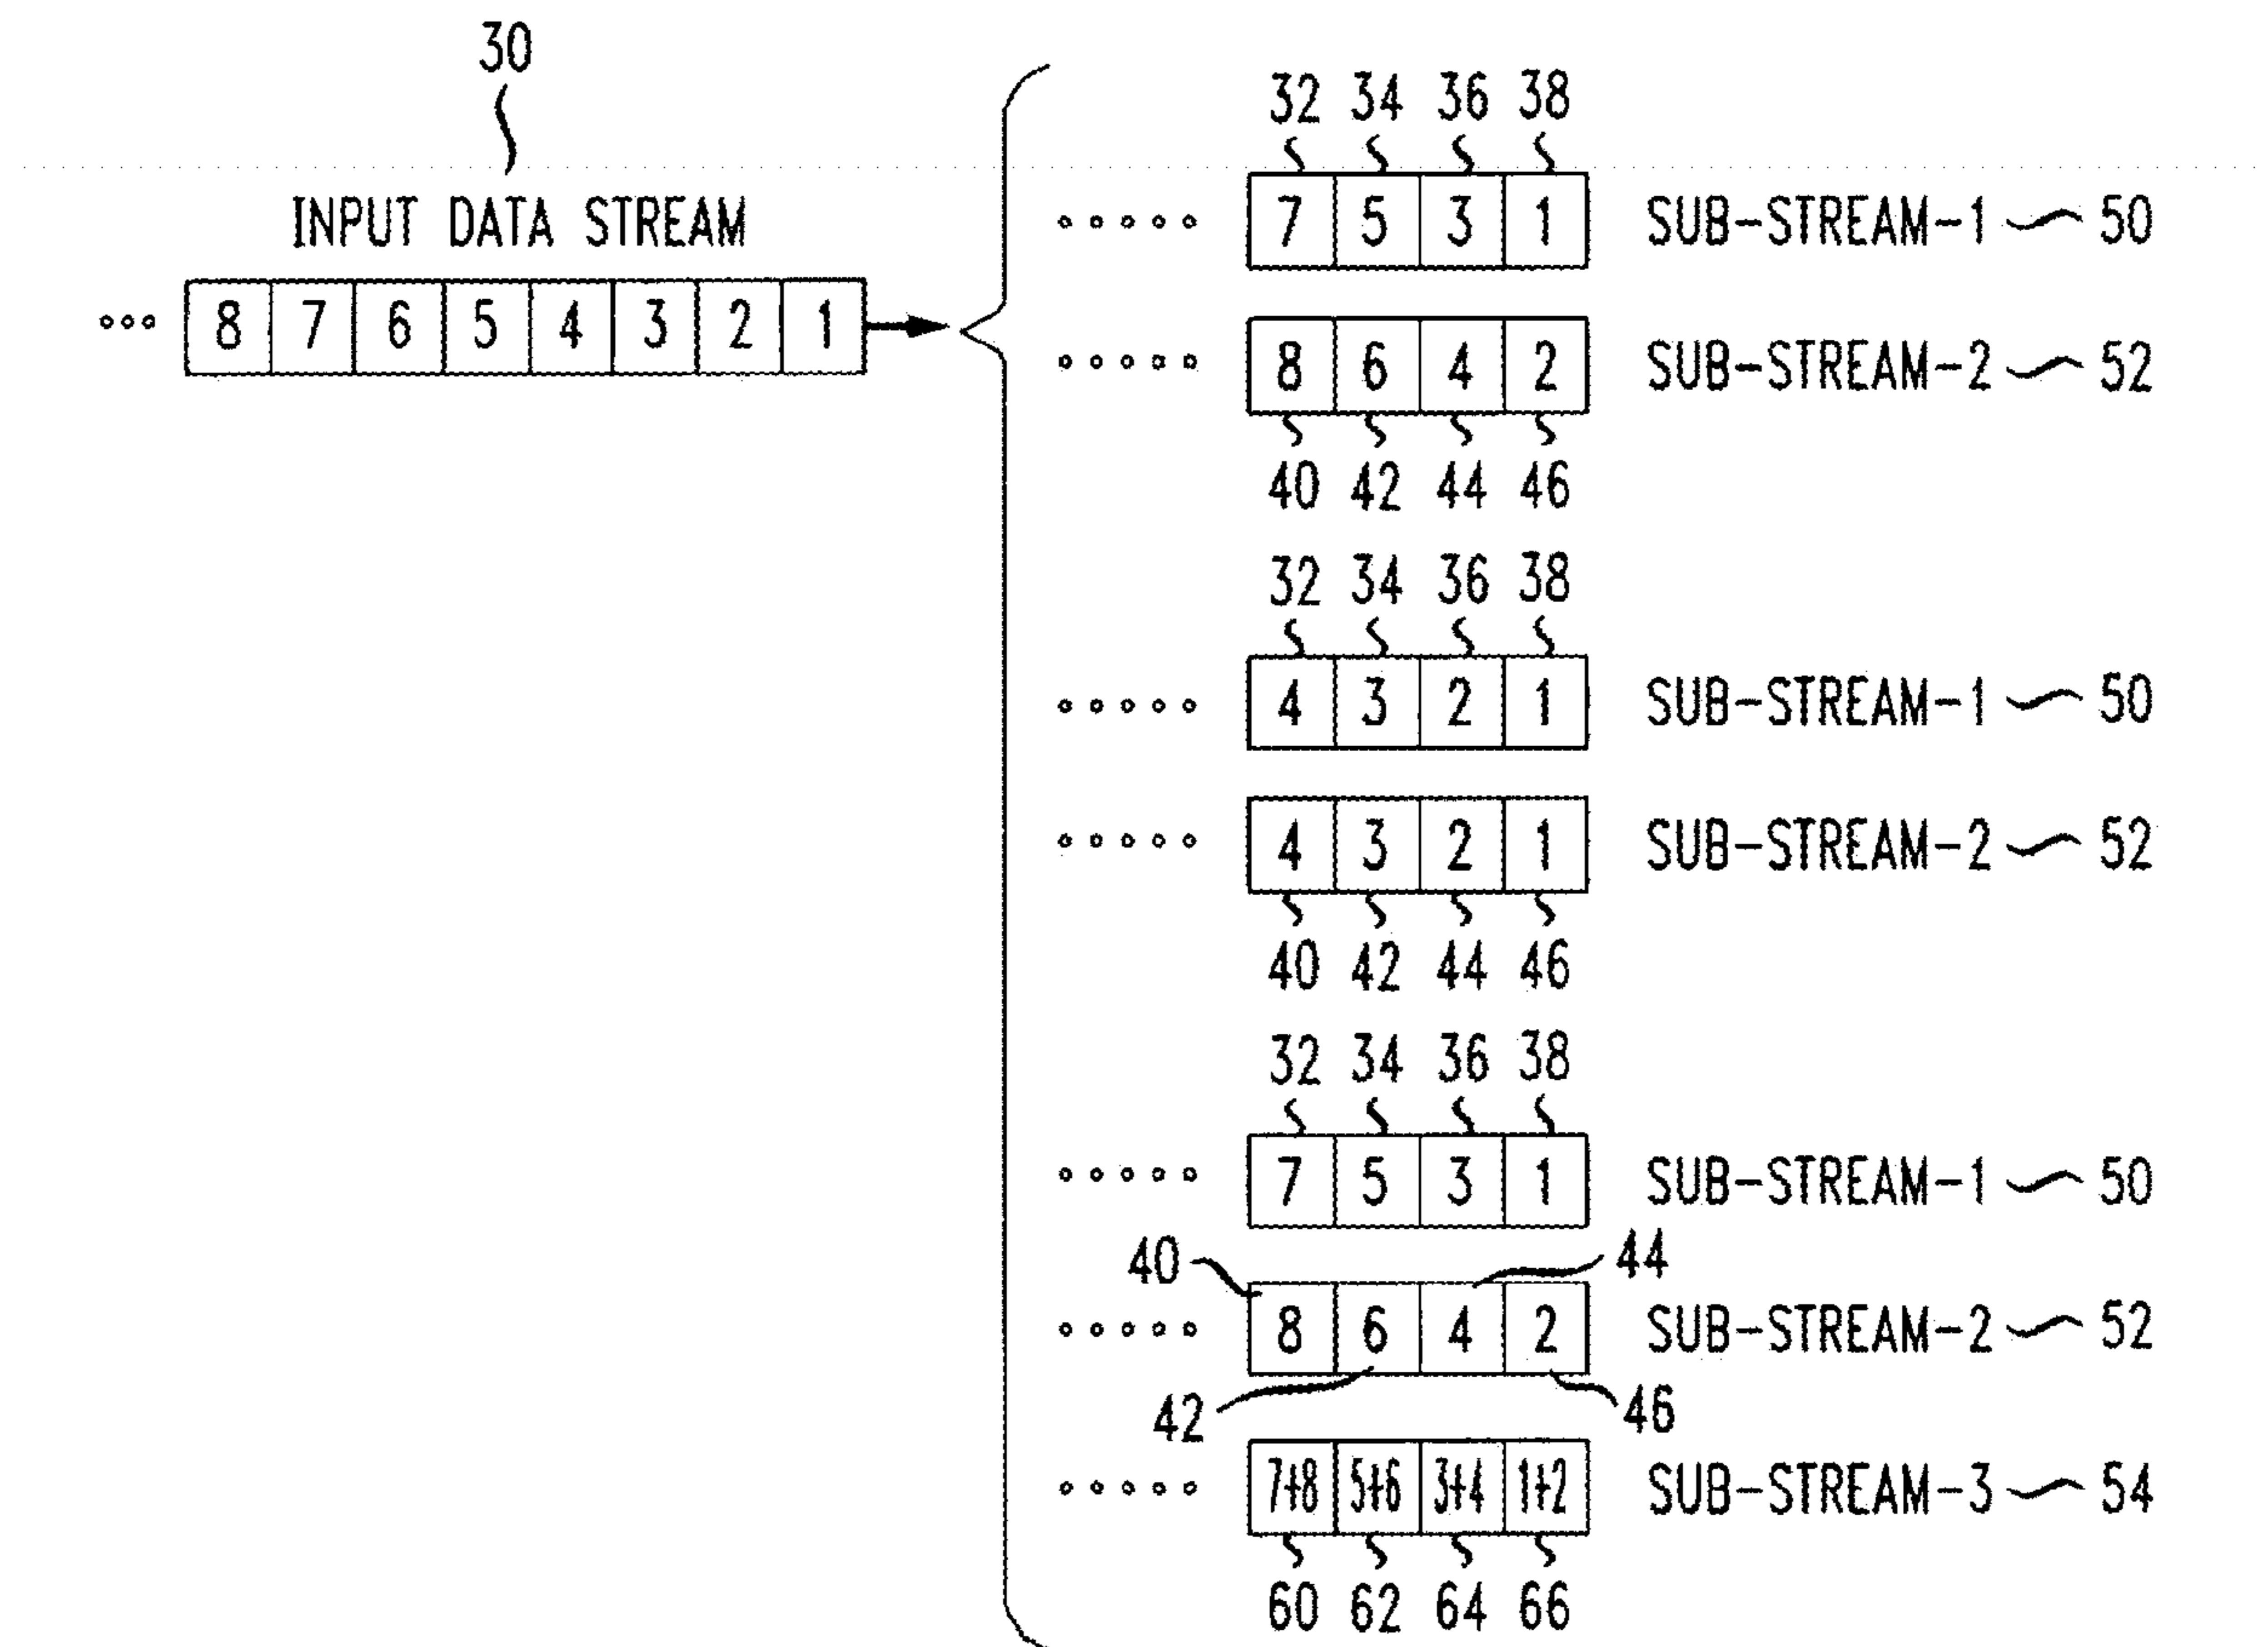 30
INPUT DATA STREAM
8 7 6 5 4 3 2 1
32 34 36 38
7 5 3 1 SUB-STREAM-1 50
8 6 4 2 SUB-STREAM-2 52
40 42 44 46
32 34 36 38
4 3 2 1 SUB-STREAM-1 50
4 3 2 1 SUB-STREAM-2 52
40 42 44 46
32 34 36 38
7 5 3 1 SUB-STREAM-1 50
40 44
8 6 4 2 SUB-STREAM-2 52
42 46
7+8 5+6 3+4 1+2 SUB-STREAM-3 54
60 62 64 66